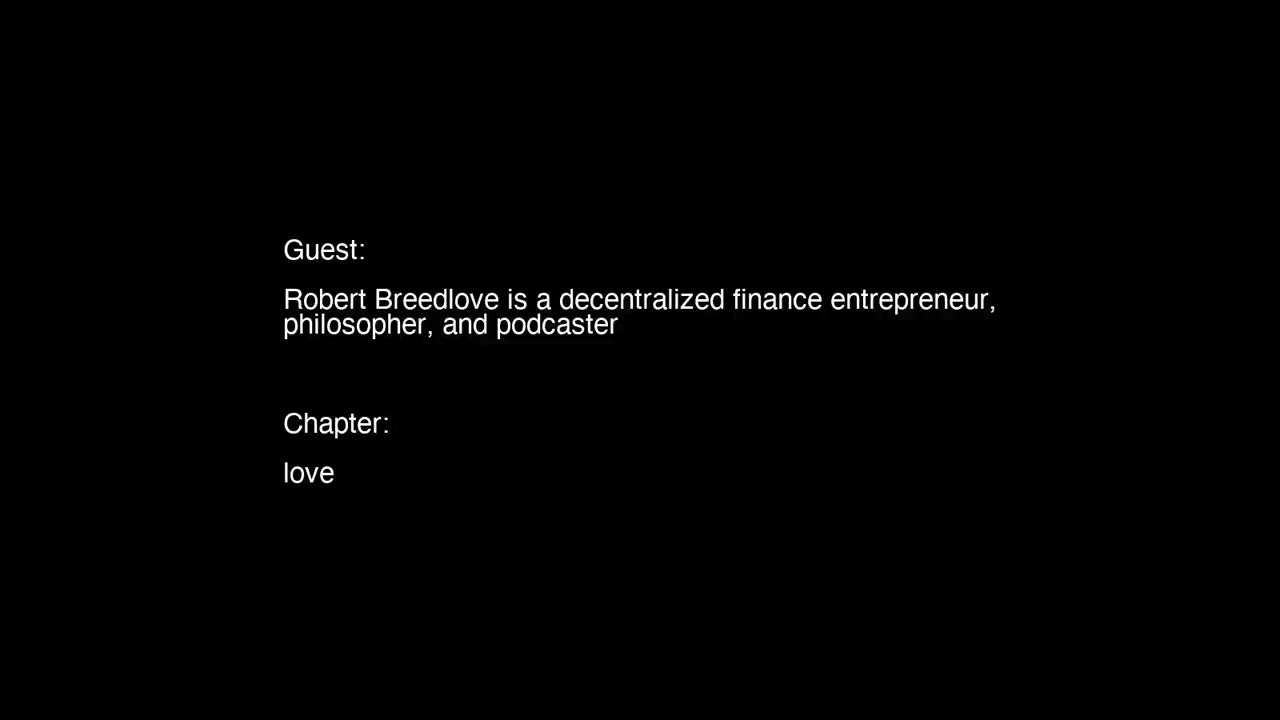 Guest:
Robert Breedlove is a decentralized finance entrepreneur,
philosopher, and podcaster
Chapter:
love